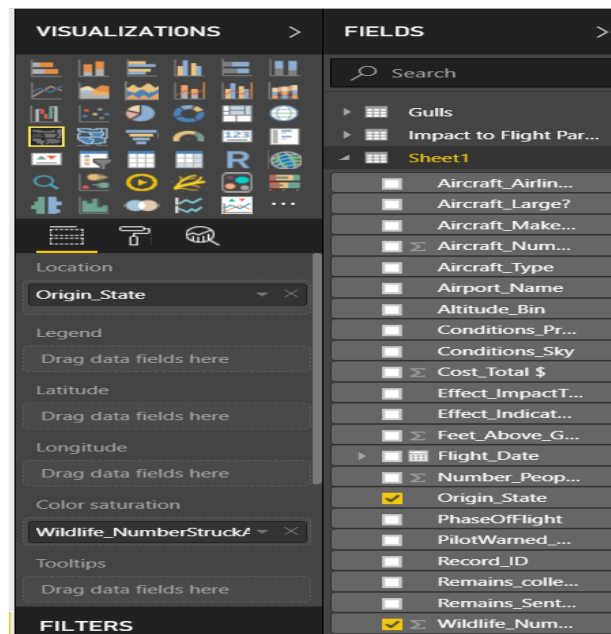 VISUALIZATIONS >
123
R
...
Location
Origin_State
Legend
Drag data fields here
Latitude
Drag data fields here
Longitude
Drag data fields here
Color saturation
Wildlife_NumberStruckA
Tooltips
Drag data fields here
FILTERS
FIELDS >
Search
Gulls
Impact to Flight Par...
Sheet1
Aircraft_Airlin...
Aircraft_Large?
Aircraft_Make...
Σ Aircraft_Num...
Aircraft_Type
Airport_Name
Altitude_Bin
Conditions_Pr...
Conditions_Sky
Σ Cost_Total $
Effect_ImpactT...
Effect_Indicat...
Σ Feet_Above_G...
Flight_Date
Σ Number_Peop...
Origin_State
PhaseOfFlight
PilotWarned_...
Record_ID
Remains_colle...
Remains_Sent...
Σ Wildlife_Num...